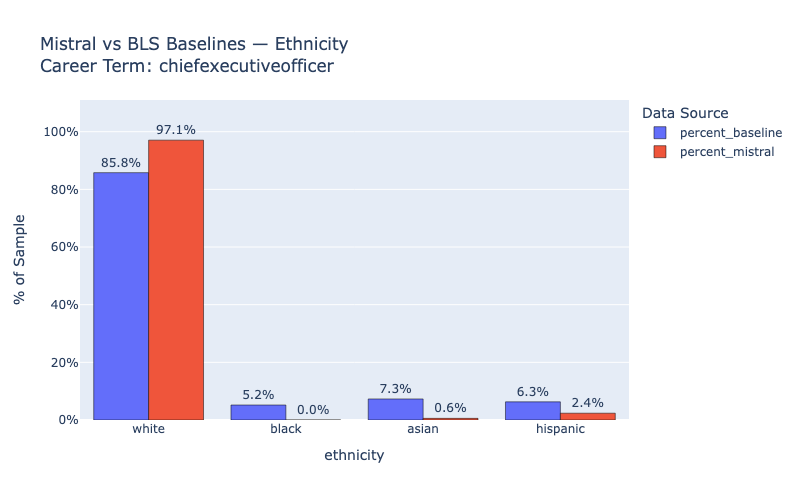 Mistral vs BLS Baselines — Ethnicity
Career Term: chiefexecutiveofficer
Data Source
percent_baseline
percent_mistral
% of Sample
100%
80%
60%
40%
20%
0%
85.8%
97.1%
5.2%
0.0%
7.3%
0.6%
6.3%
2.4%
white
black
asian
hispanic
ethnicity